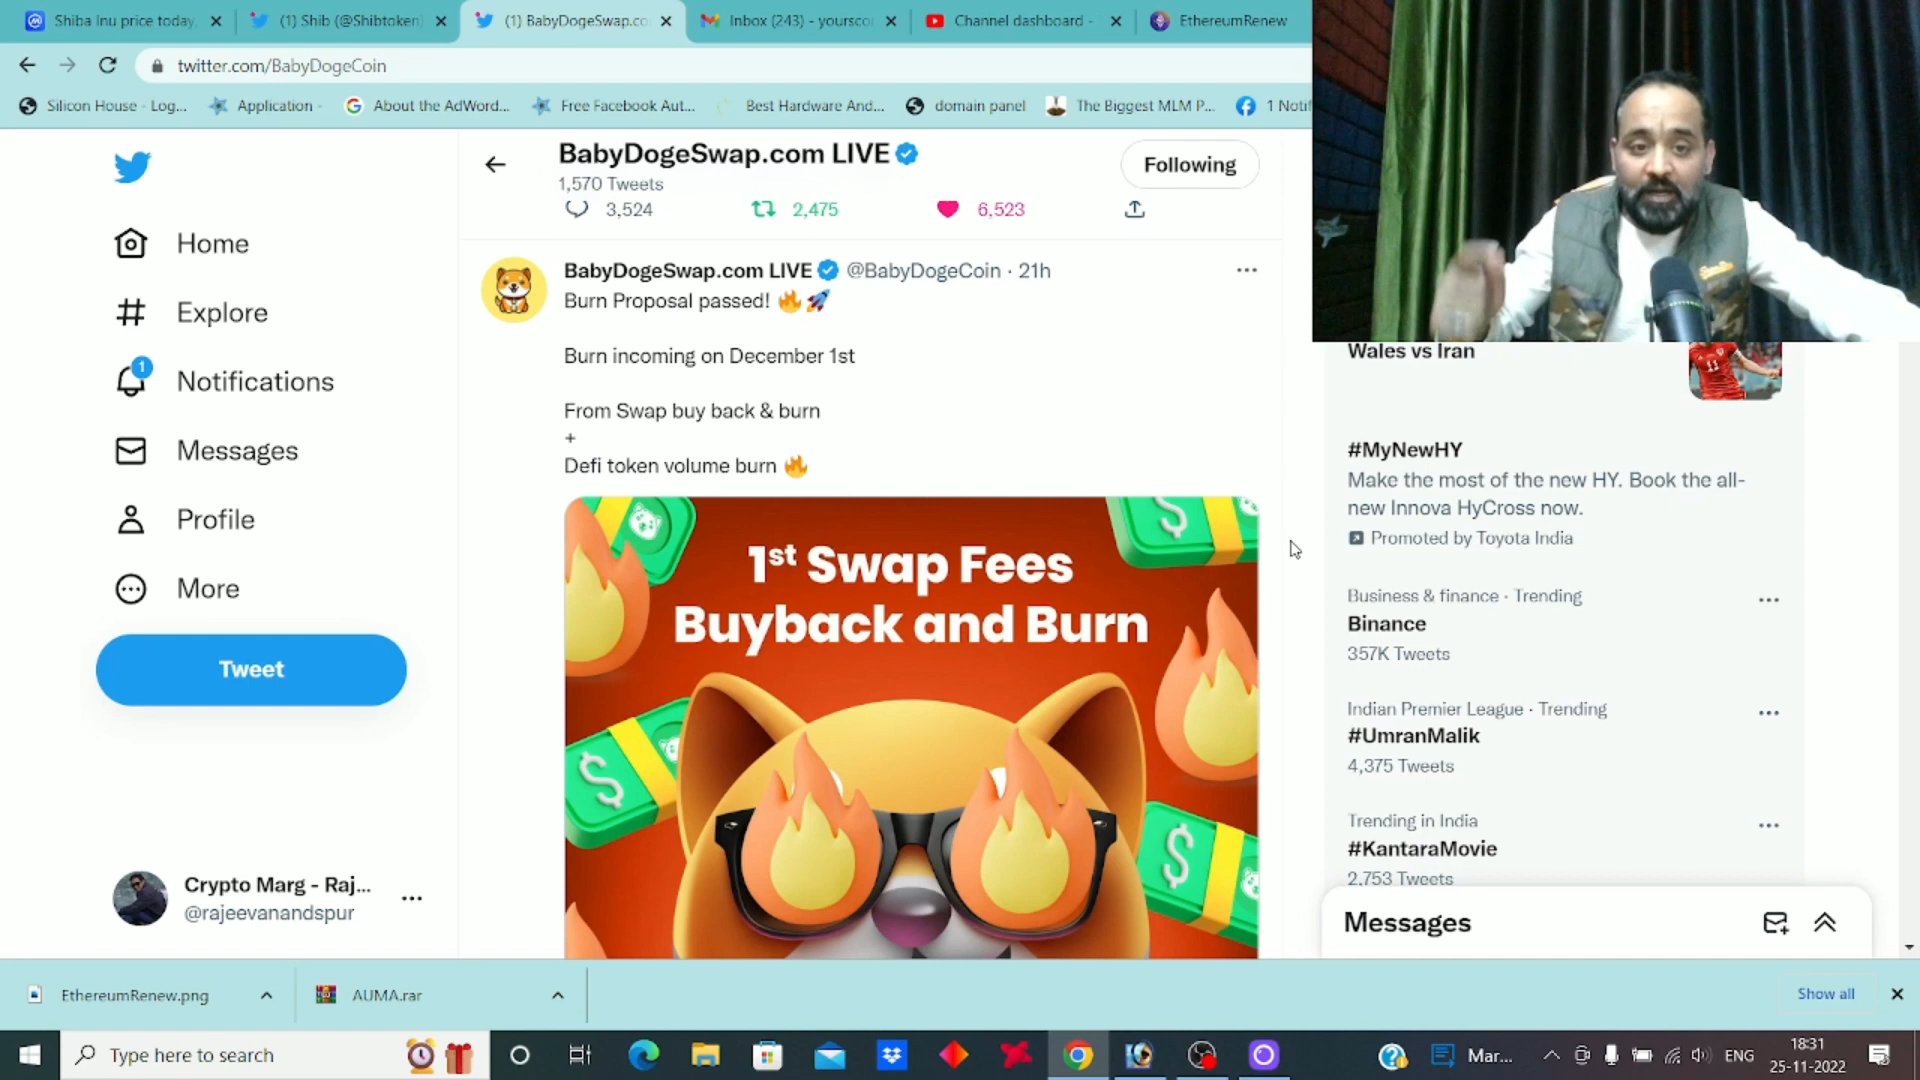 Shiba Inu price today,
(1) Shib (@Shibtoken)
(1) BabyDogeSwap.co
Inbox (243) - yourscor
Channel dashboard -
EthereumRenew
twitter.com/BabyDogeCoin
Silicon House - Log...
Application -
About the AdWord...
Free Facebook Aut...
Best Hardware And...
domain panel
The Biggest MLM P...
1 Notif
BabyDogeSwap.com LIVE
1,570 Tweets
Following
3,524
2,475
6,523
Home
Explore
1
Notifications
Messages
Profile
More
Tweet
Crypto Marg - Raj...
@rajeevanandspur
BabyDogeSwap.com LIVE @BabyDogeCoin · 21h
Burn Proposal passed!
Burn incoming on December 1st
From Swap buy back & burn
+
Defi token volume burn
1st Swap Fees
Buyback and Burn
Wales vs Iran
#MyNewHY
Make the most of the new HY. Book the all-
new Innova HyCross now.
Promoted by Toyota India
Business & finance · Trending
Binance
357K Tweets
Indian Premier League · Trending
#UmranMalik
4,375 Tweets
Trending in India
#KantaraMovie
2,753 Tweets
Messages
EthereumRenew.png
AUMA.rar
Show all
Type here to search
Mar...
ENG
18:31
25-11-2022